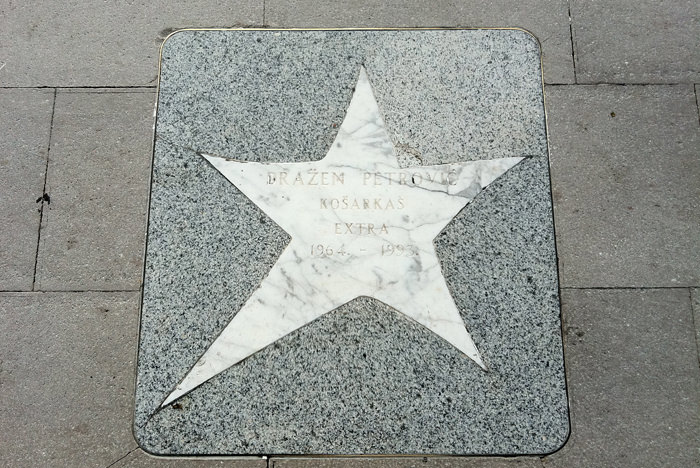 DRAŽEN PETROVIĆ
KOŠARKAŠ
EXTRA
1964. - 1993.